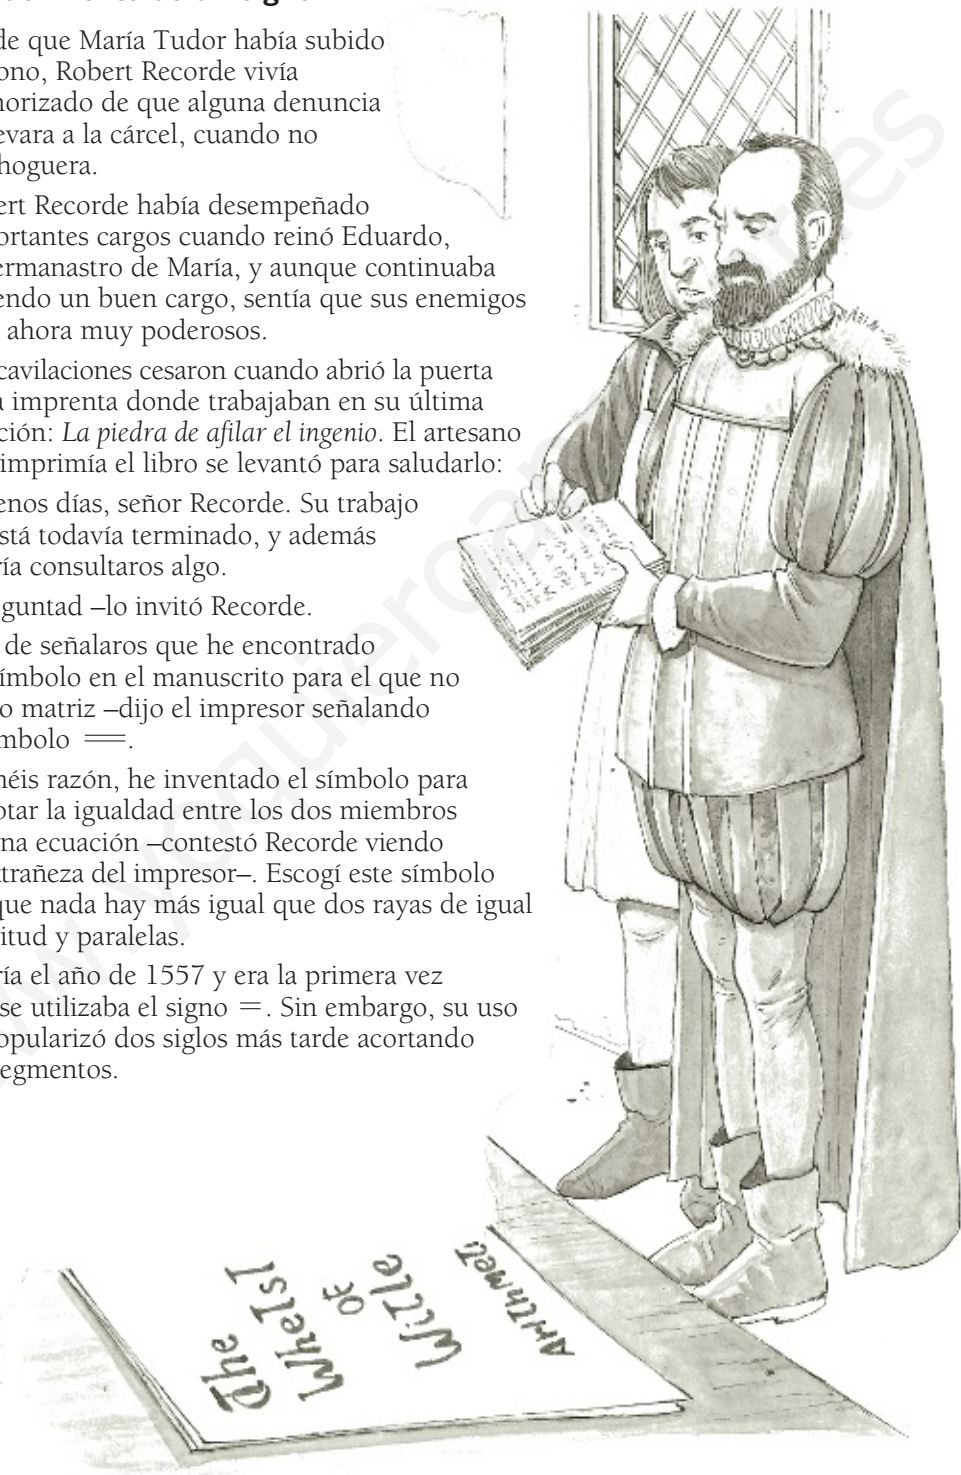 de que María Tudor había subido
ono, Robert Recorde vivía
norizado de que alguna denuncia
evara a la cárcel, cuando no
hoguera.
ert Recorde había desempeñado
ortantes cargos cuando reinó Eduardo,
ermanastro de María, y aunque continuaba
endo un buen cargo, sentía que sus enemigos
ahora muy poderosos.
cavilaciones cesaron cuando abrió la puerta
a imprenta donde trabajaban en su última
ción: La piedra de afilar el ingenio. El artesano
imprimía el libro se levantó para saludarlo:
enos días, señor Recorde. Su trabajo
stá todavía terminado, y además
ría consultaros algo.
guntad –lo invitó Recorde.
de señalaros que he encontrado
ímbolo en el manuscrito para el que no
o matriz –dijo el impresor señalando
mbolo ═.
néis razón, he inventado el símbolo para
otar la igualdad entre los dos miembros
na ecuación –contestó Recorde viendo
trañeza del impresor–. Escogí este símbolo
que nada hay más igual que dos rayas de igual
itud y paralelas.
ría el año de 1557 y era la primera vez
se utilizaba el signo =. Sin embargo, su uso
opularizó dos siglos más tarde acortando
egmentos.
The
Whetsl
of
Witle